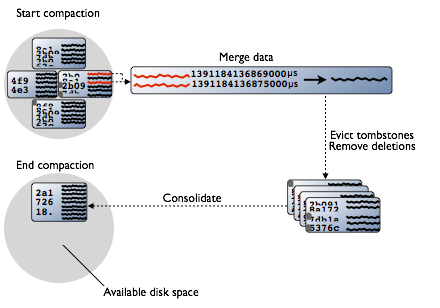 Start compaction
4f9
4e3
2b09
Merge data
1391184136869000µs
1391184136875000µs
Evict tombstones
Remove deletions
End compaction
2a1
726
18.
Consolidate
2b091
8a172
7db1a
5376c
Available disk space